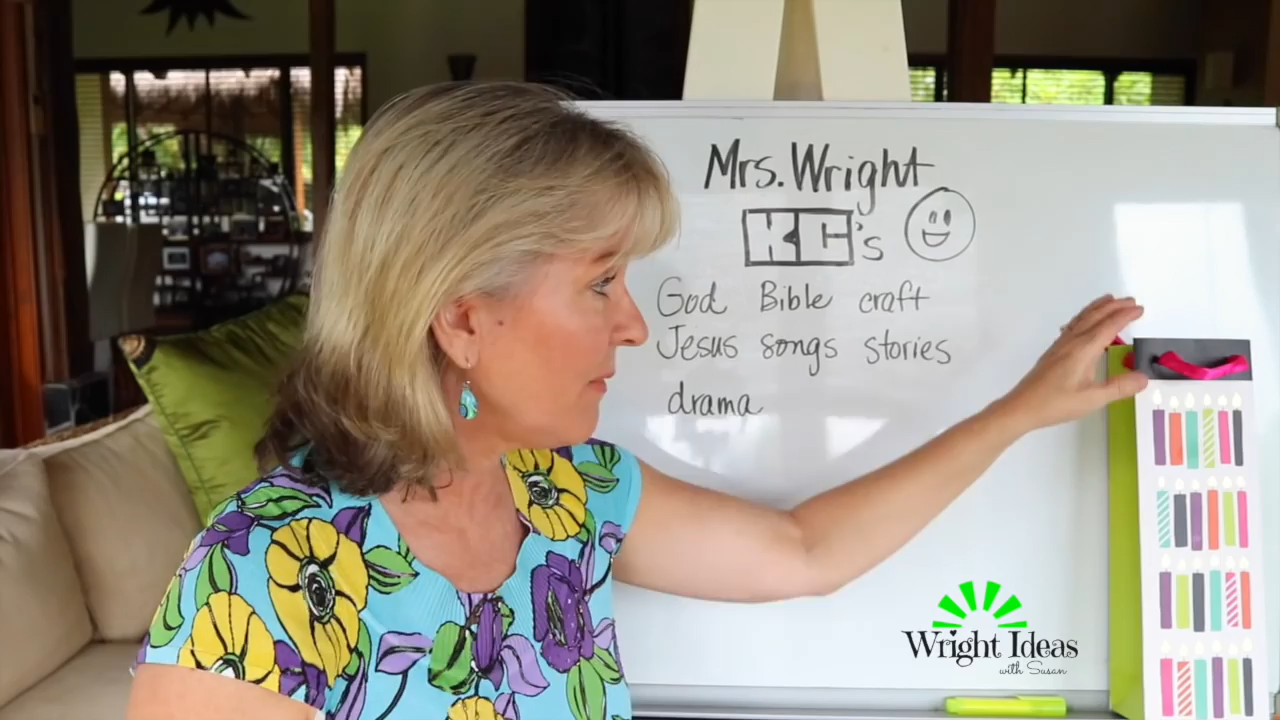 Mrs. Wright
KC's
God Bible craft
Jesus songs stories
drama
Wright Ideas
with Susan